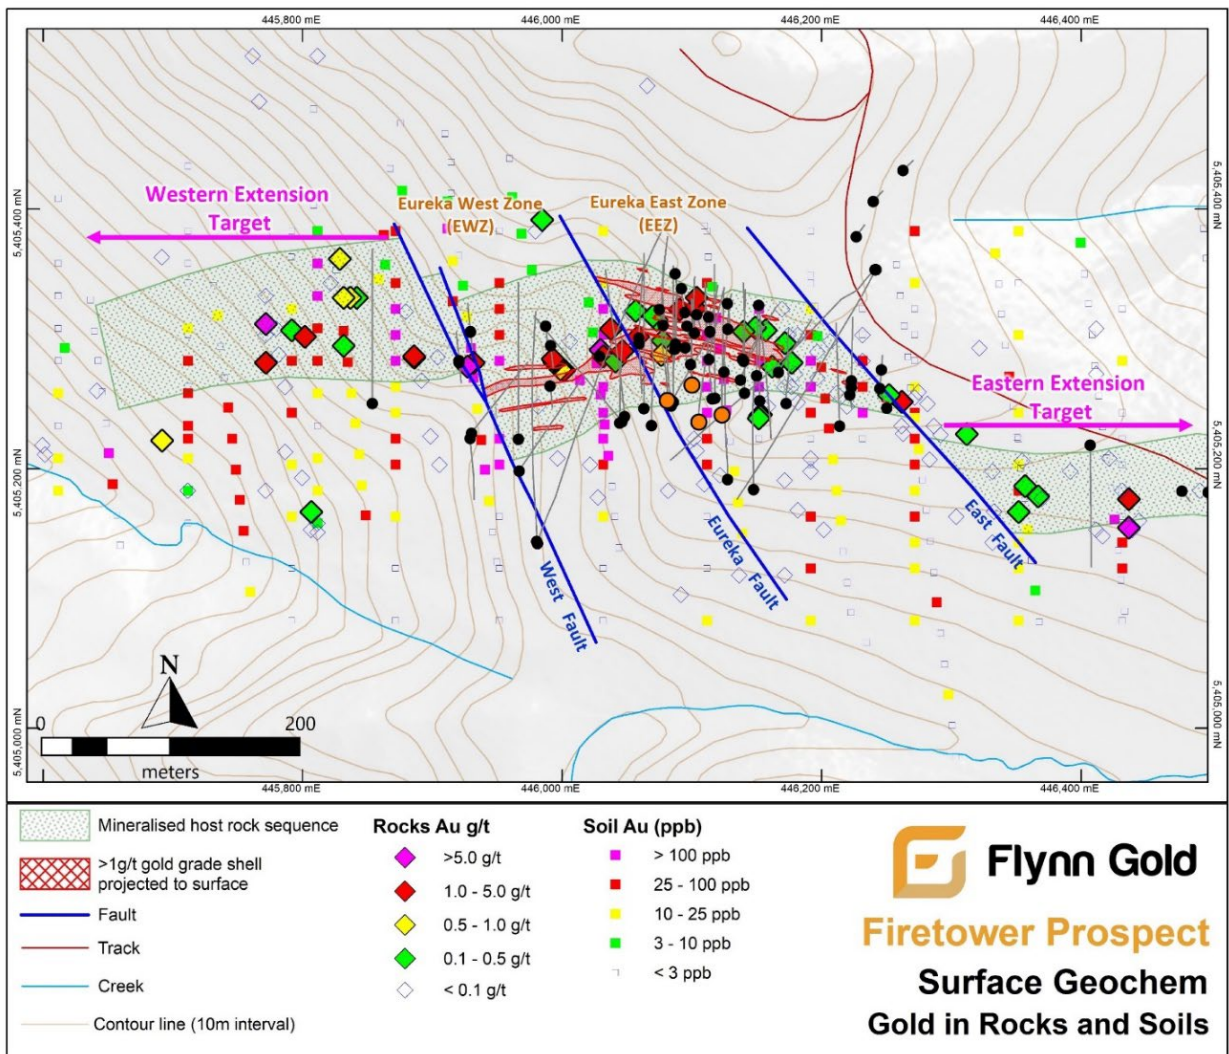 445,800 mE
446,000 mE
446,200 mE
446,400 mE
5,405,400 mN
5,405,400 mN
Western Extension
Target
Eureka West Zone
(EWZ)
Eureka East Zone
(EEZ)
Eastern Extension
Target
5,405,200 mN
5,405,200 mN
West Fault
Eureka Fault
East Fault
N
0
200
meters
5,405,000 mN
5,405,000 mN
445,800 mE
446,000 mE
446,200 mE
446,400 mE
Mineralised host rock sequence
>1g/t gold grade shell
projected to surface
Fault
Track
Creek
Contour line (10m interval)
Rocks Au g/t
>5.0 g/t
1.0 - 5.0 g/t
0.5 - 1.0 g/t
0.1 - 0.5 g/t
< 0.1 g/t
Soil Au (ppb)
> 100 ppb
25 - 100 ppb
10 - 25 ppb
3 - 10 ppb
< 3 ppb
Flynn Gold
Firetower Prospect
Surface Geochem
Gold in Rocks and Soils